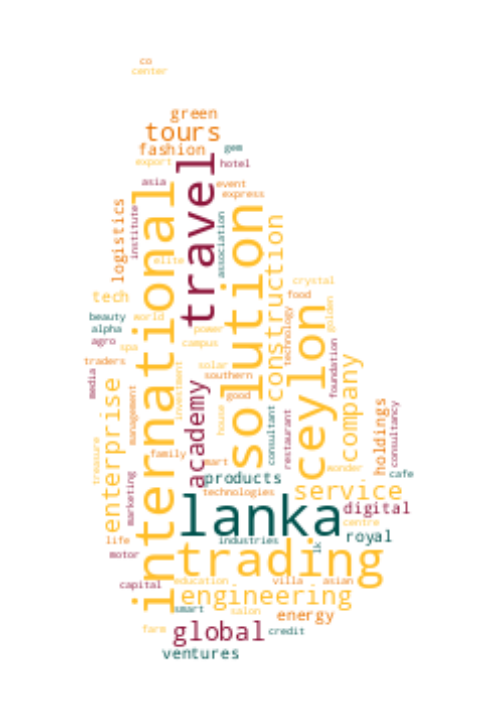 co
center
green
tours
fashion
gem
export
travel
hotel
asia
international
event
express
logistics
institute
solution
association
construction
elite
crystal
tech
food
golden
beauty
world
ceylon
technology
alpha
power
agro
spa
campus
traders
solar
southern
foundation
company
media
investment
good
enterprise
management
academy
house
consultant
restaurant
holdings
consultancy
treasure
family
mart
wonder
cafe
marketing
products
technologies
service
lanka
digital
centre
life
industries
royal
motor
trading
lk
capital
education
villa
asian
engineering
smart
salon
energy
farm
global
credit
ventures